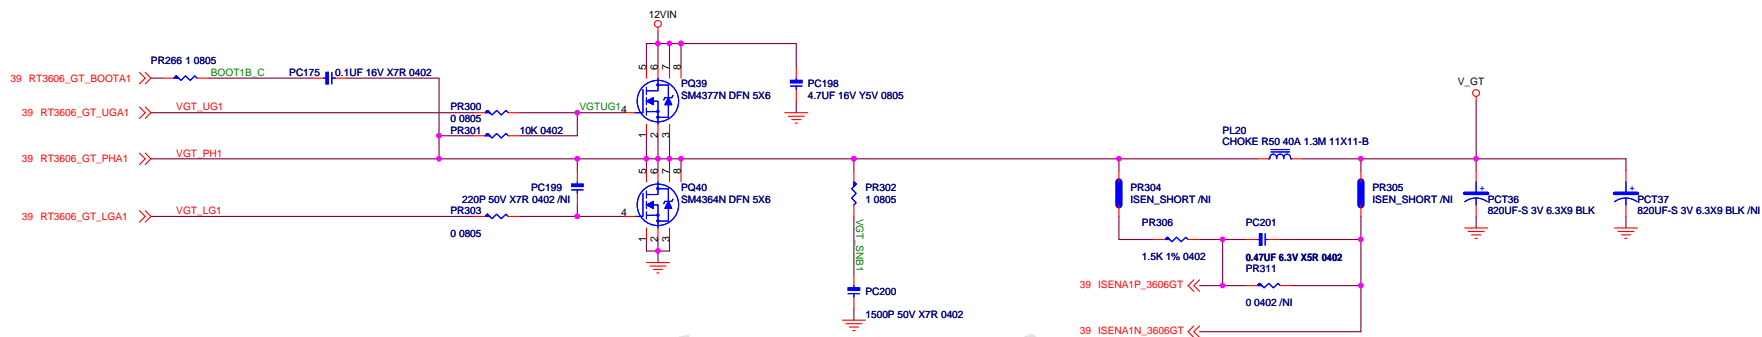 12VIN
PR266 1 0805
39 RT3606_GT_BOOTA1
BOOT1B_C
PC175
0.1UF 16V X7R 0402
5
6
7
8
PQ39
SM4377N DFN 5X6
PC198
4.7UF 16V Y5V 0805
39 RT3606_GT_UGA1
VGT_UG1
PR300
0 0805
VGTUG1
4
PR301
10K 0402
1
2
3
39 RT3606_GT_PHA1
VGT_PH1
V_GT
PL20
CHOKE R50 40A 1.3M 11X11-B
5
6
7
8
PC199
220P 50V X7R 0402 /NI
PQ40
SM4364N DFN 5X6
39 RT3606_GT_LGA1
VGT_LG1
PR303
0 0805
4
1
2
3
PR302
1 0805
VGT_SNB1
PC200
1500P 50V X7R 0402
PR304
ISEN_SHORT /NI
PR305
ISEN_SHORT /NI
+
PCT36
820UF-S 3V 6.3X9 BLK
+
PCT37
820UF-S 3V 6.3X9 BLK /NI
PR306
1.5K 1% 0402
PC201
0.47UF 6.3V X5R 0402
PR311
0 0402 /NI
39 ISENA1P_3606GT
39 ISENA1N_3606GT